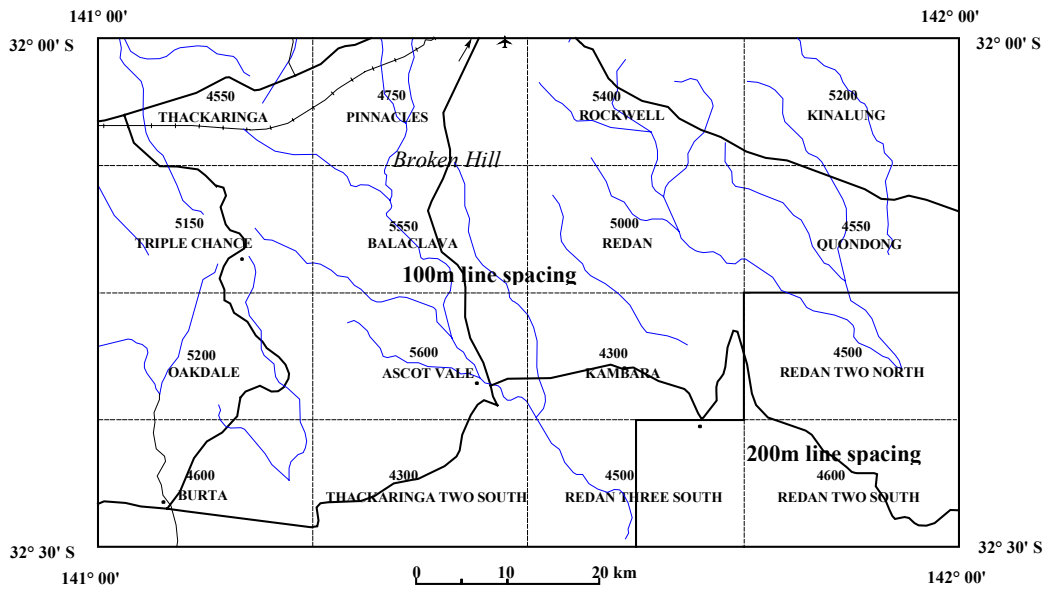 141° 00'
142° 00'
32° 00' S
32° 00' S
4550
THACKARINGA
4750
PINNACLES
5400
ROCKWELL
5200
KINALUNG
Broken Hill
5150
TRIPLE CHANCE
5550
BALACLAVA
5000
REDAN
4550
QUONDONG
100m line spacing
5200
OAKDALE
5600
ASCOT VALE
4300
KAMBARA
4500
REDAN TWO NORTH
200m line spacing
4600
BURTA
4300
THACKARINGA TWO SOUTH
4500
REDAN THREE SOUTH
4600
REDAN TWO SOUTH
32° 30' S
32° 30' S
141° 00'
142° 00'
0 10 20 km